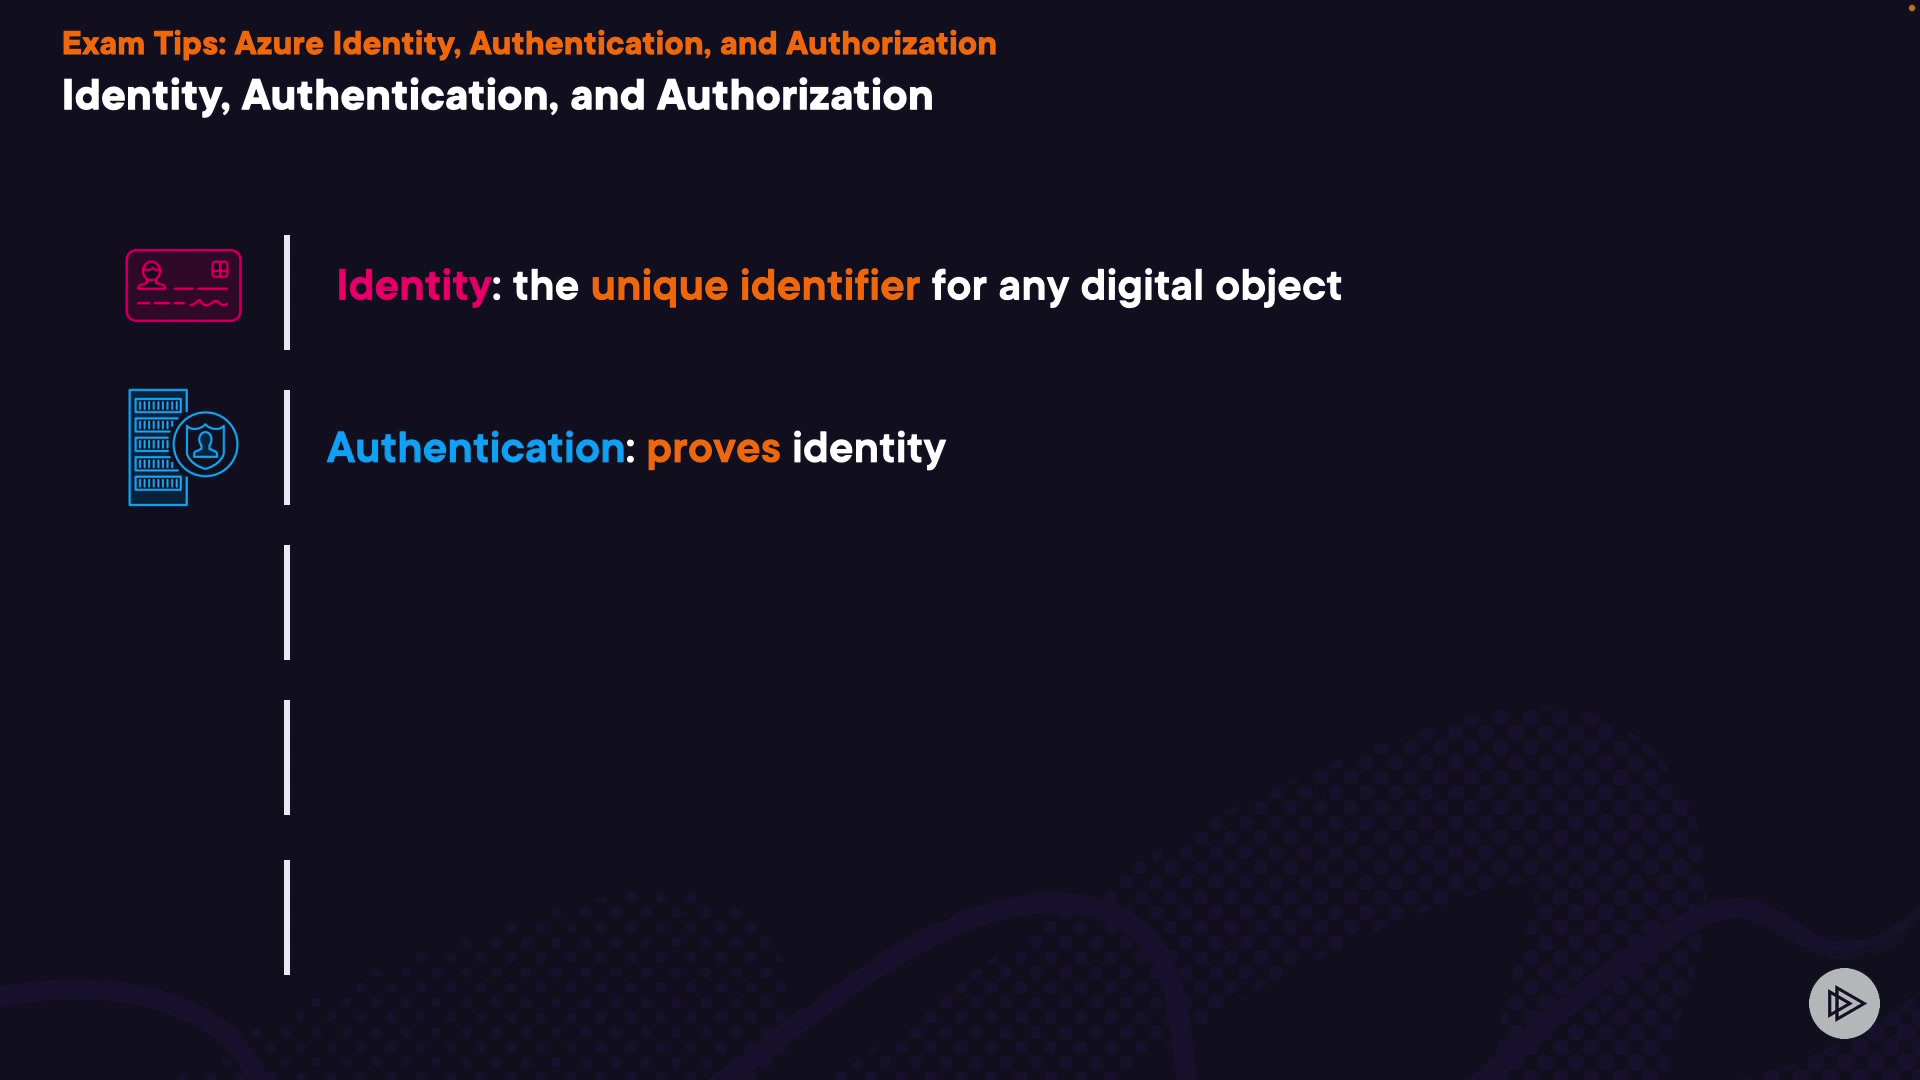 Exam Tips: Azure Identity, Authentication, and Authorization
Identity, Authentication, and Authorization
Identity: the unique identifier for any digital object
Authentication: proves identity